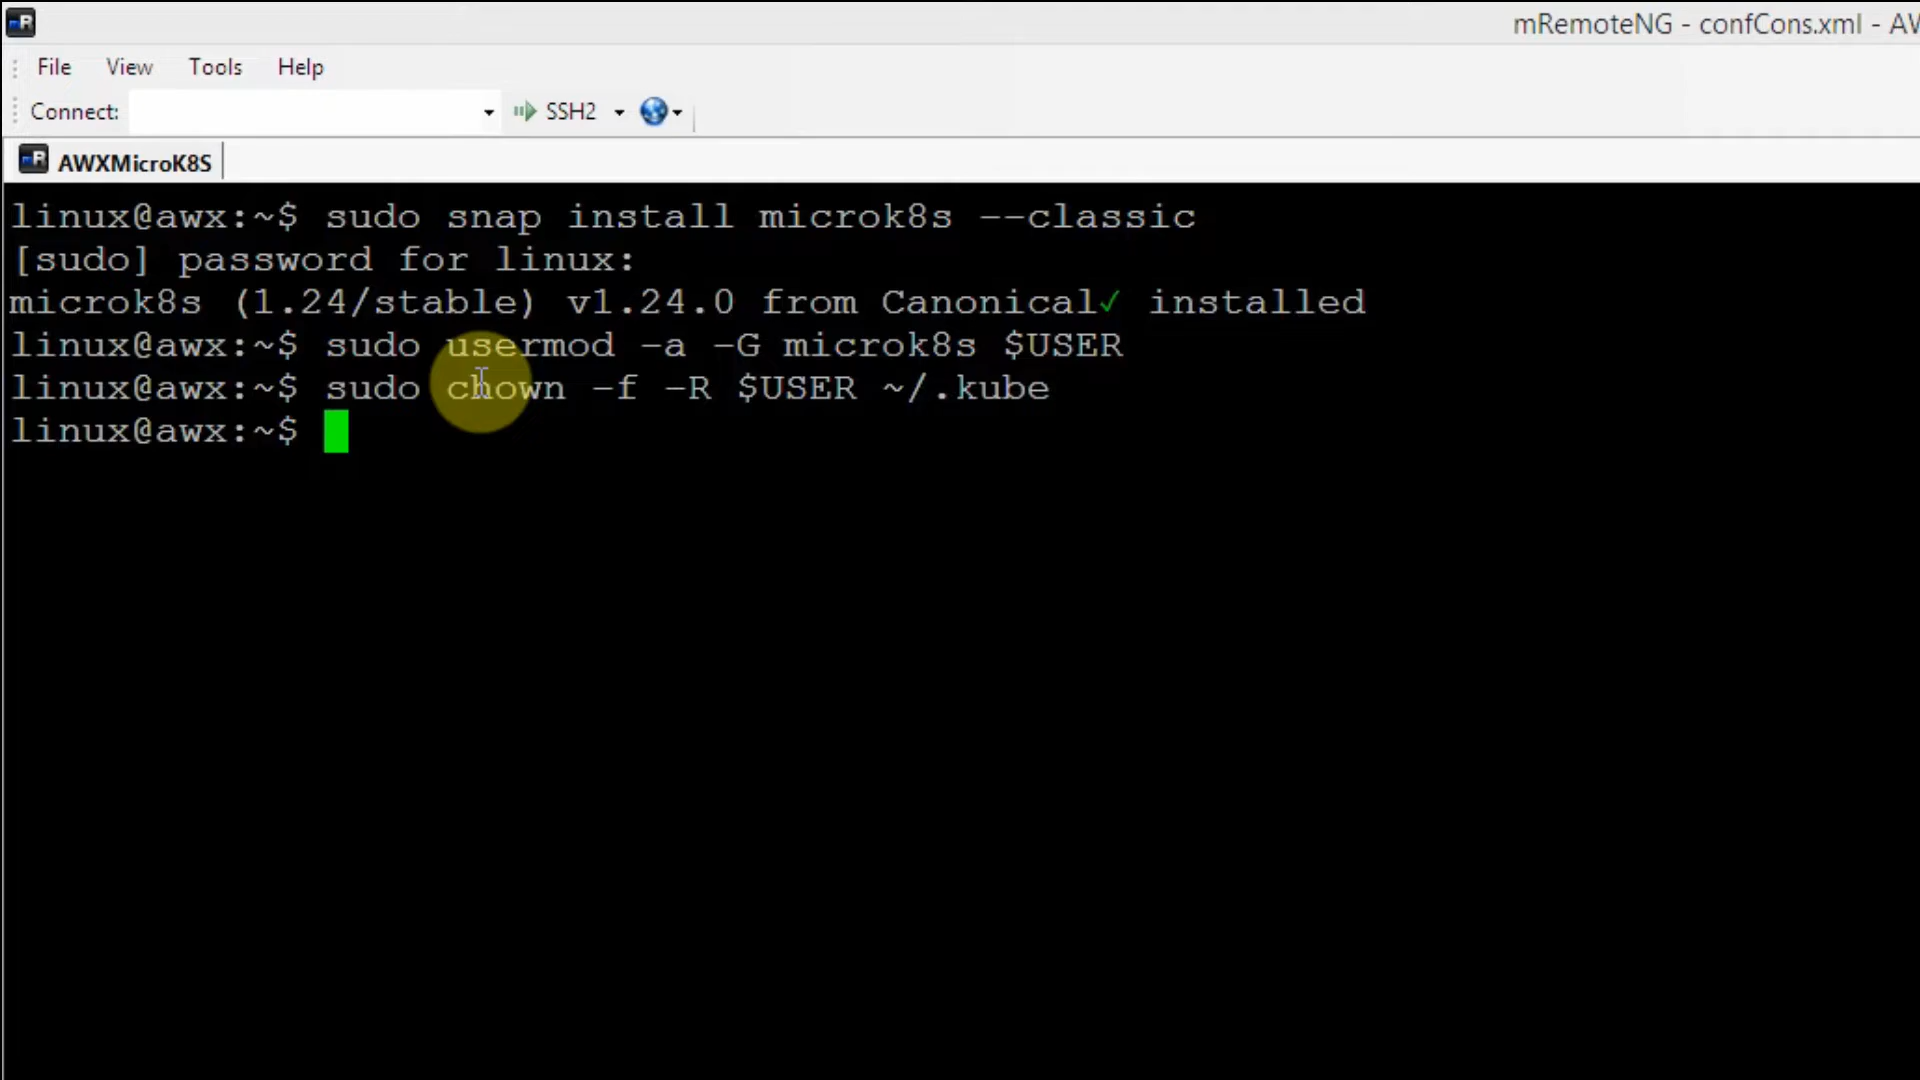 mRemoteNG - confCons.xml - AW
File View Tools Help
Connect: SSH2
AWXMicroK8S
linux@awx:~$ sudo snap install microk8s --classic
[sudo] password for linux:
microk8s (1.24/stable) v1.24.0 from Canonical✓ installed
linux@awx:~$ sudo usermod -a -G microk8s $USER
linux@awx:~$ sudo chown -f -R $USER ~/.kube
linux@awx:~$